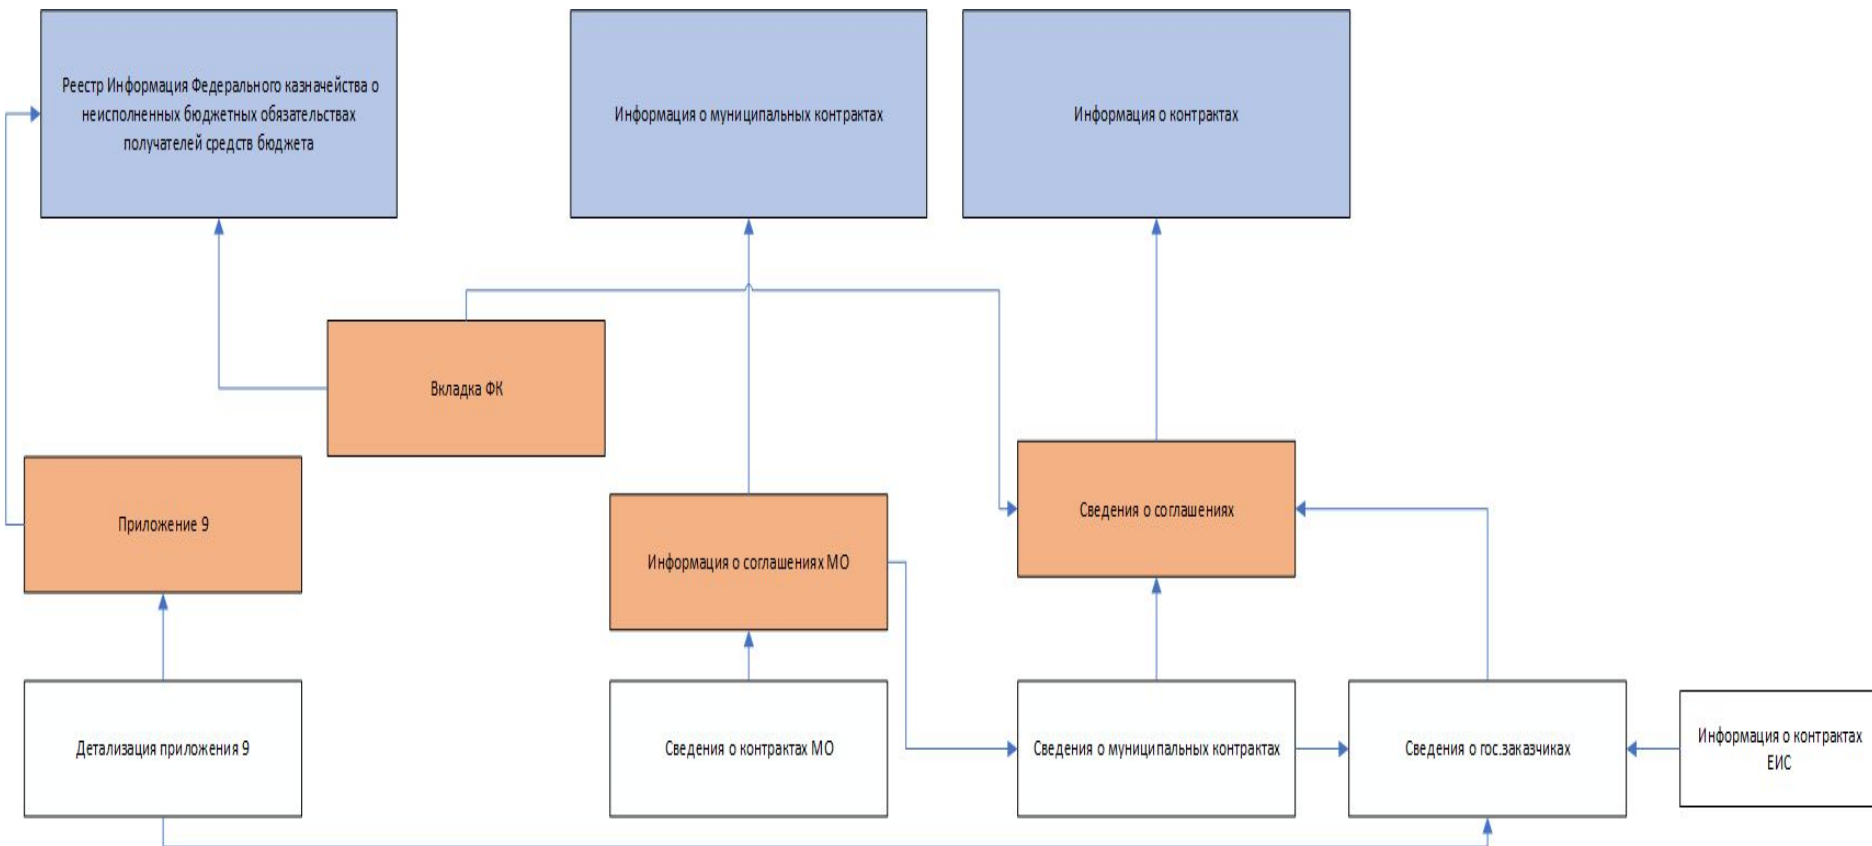 Реестр Информация Федерального казначейства о
неисполненных бюджетных обязательствах
получателей средств бюджета
Информация о муниципальных контрактах
Информация о контрактах
Вкладка ФК
Приложение 9
Информация о соглашениях МО
Сведения о соглашениях
Детализация приложения 9
Сведения о контрактах МО
Сведения о муниципальных контрактах
Сведения о гос.заказчиках
Информация о контрактах
ЕИС